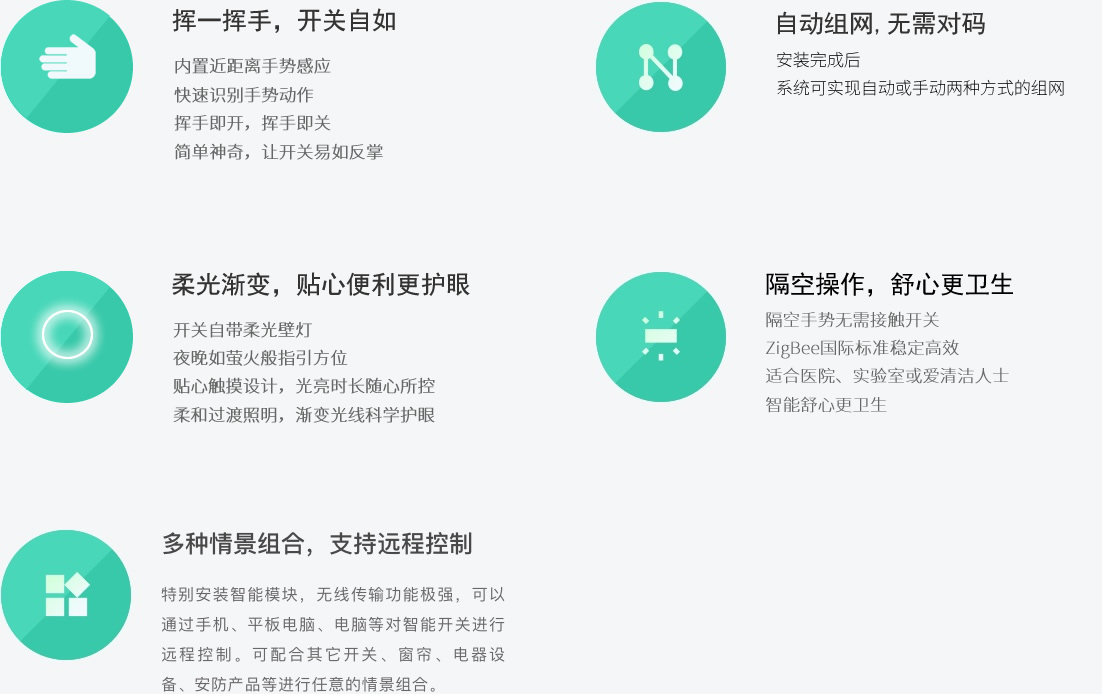 挥一挥手，开关自如
内置近距离手势感应
快速识别手势动作
挥手即开，挥手即关
简单神奇，让开关易如反掌
自动组网, 无需对码
安装完成后
系统可实现自动或手动两种方式的组网
柔光渐变，贴心便利更护眼
开关自带柔光壁灯
夜晚如萤火般指引方位
贴心触摸设计，光亮时长随心所控
柔和过渡照明，渐变光线科学护眼
隔空操作，舒心更卫生
隔空手势无需接触开关
ZigBee国际标准稳定高效
适合医院、实验室或爱清洁人士
智能舒心更卫生
多种情景组合，支持远程控制
特别安装智能模块，无线传输功能极强，可以
通过手机、平板电脑、电脑等对智能开关进行
远程控制。可配合其它开关、窗帘、电器设
备、安防产品等进行任意的情景组合。